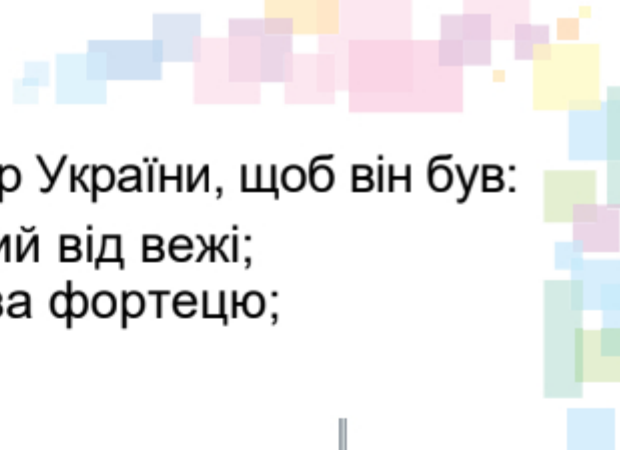 р України, щоб він був:
ий від вежі;
за фортецю;